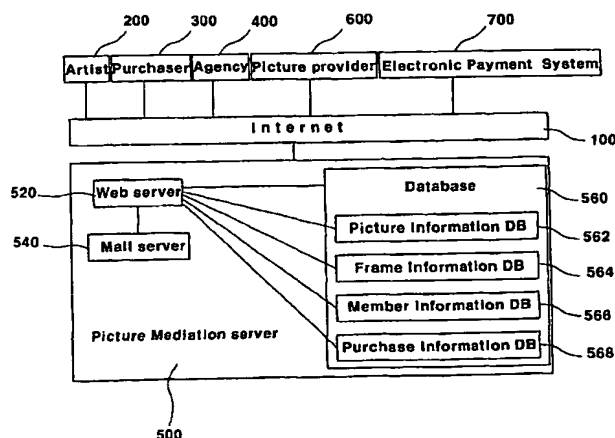 200 300 400 600 700
Artist Purchaser Agency Picture provider Electronic Payment System
Internet
100
520
Web server
Database
560
540
Mail server
Picture Information DB
562
Frame Information DB
564
Member Information DB
566
Picture Mediation server
Purchase Information DB
568
500